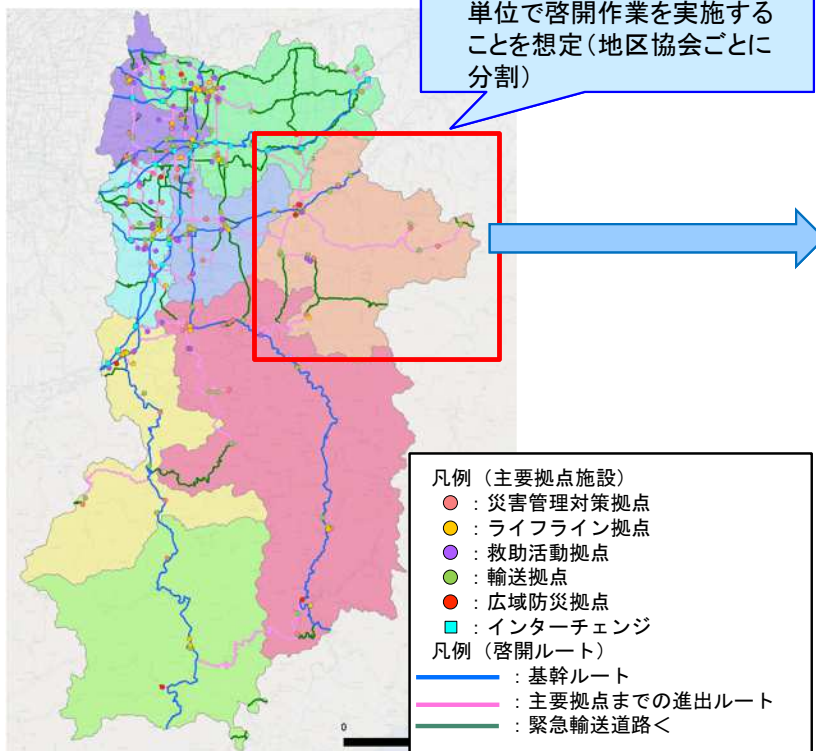 単位で啓開作業を実施する
ことを想定(地区協会ごとに
分割)
凡例 (主要拠点施設)
：災害管理対策拠点
：ライフライン拠点
：救助活動拠点
：輸送拠点
：広域防災拠点
：インターチェンジ
凡例 (啓開ルート)
：基幹ルート
：主要拠点までの進出ルート
：緊急輸送道路く
0